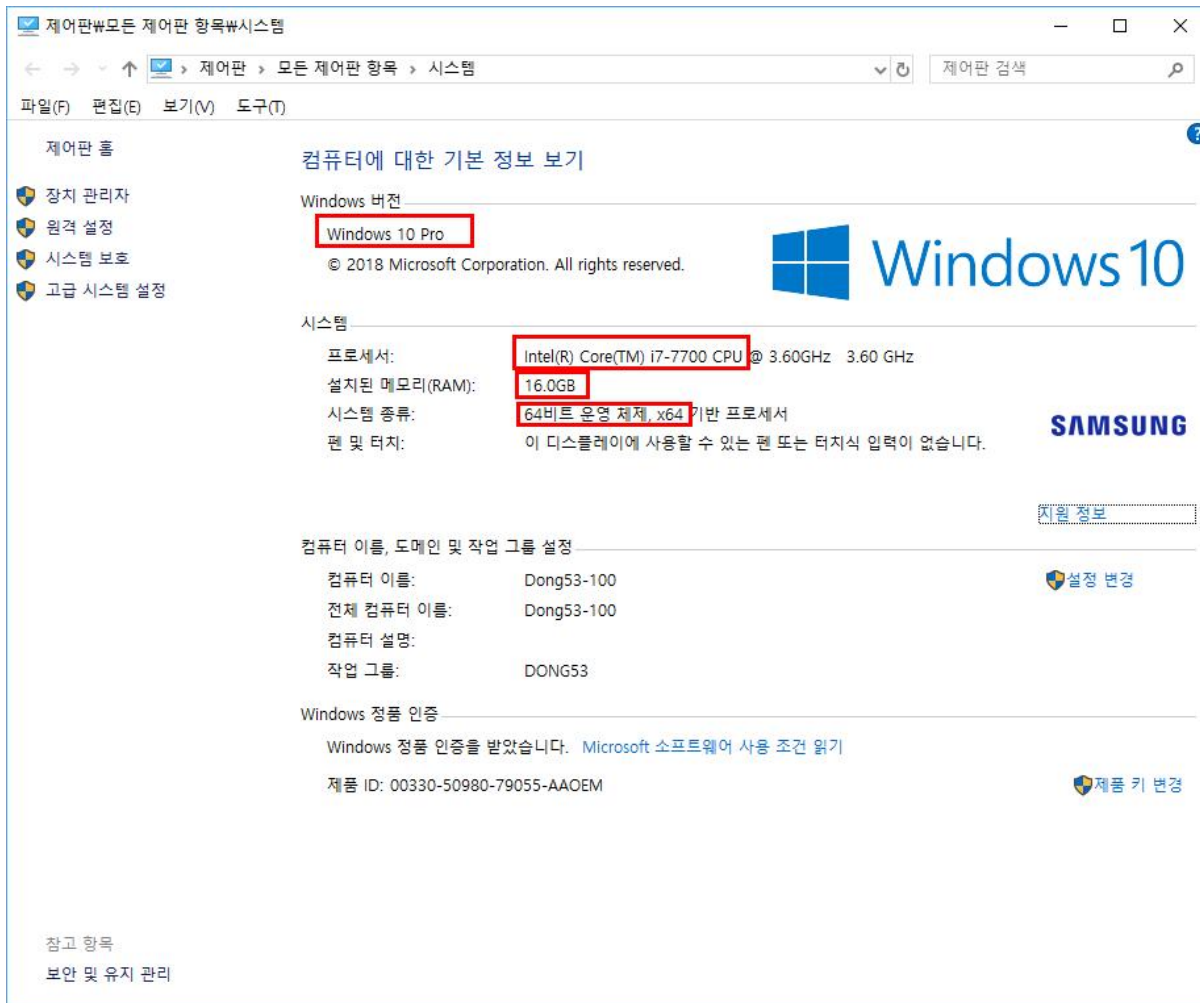 제어판₩모든 제어판 항목₩시스템
제어판 › 모든 제어판 항목 › 시스템
제어판 검색
파일(F) 편집(E) 보기(V) 도구(T)
제어판 홈
장치 관리자
원격 설정
시스템 보호
고급 시스템 설정
컴퓨터에 대한 기본 정보 보기
Windows 버전
Windows 10 Pro
© 2018 Microsoft Corporation. All rights reserved.
Windows 10
시스템
프로세서: Intel(R) Core(TM) i7-7700 CPU @ 3.60GHz 3.60 GHz
설치된 메모리(RAM): 16.0GB
시스템 종류: 64비트 운영 체제, x64 기반 프로세서
펜 및 터치: 이 디스플레이에 사용할 수 있는 펜 또는 터치식 입력이 없습니다.
SAMSUNG
지원 정보
컴퓨터 이름, 도메인 및 작업 그룹 설정
컴퓨터 이름: Dong53-100
설정 변경
전체 컴퓨터 이름: Dong53-100
컴퓨터 설명:
작업 그룹: DONG53
Windows 정품 인증
Windows 정품 인증을 받았습니다. Microsoft 소프트웨어 사용 조건 읽기
제품 ID: 00330-50980-79055-AAOEM
제품 키 변경
참고 항목
보안 및 유지 관리